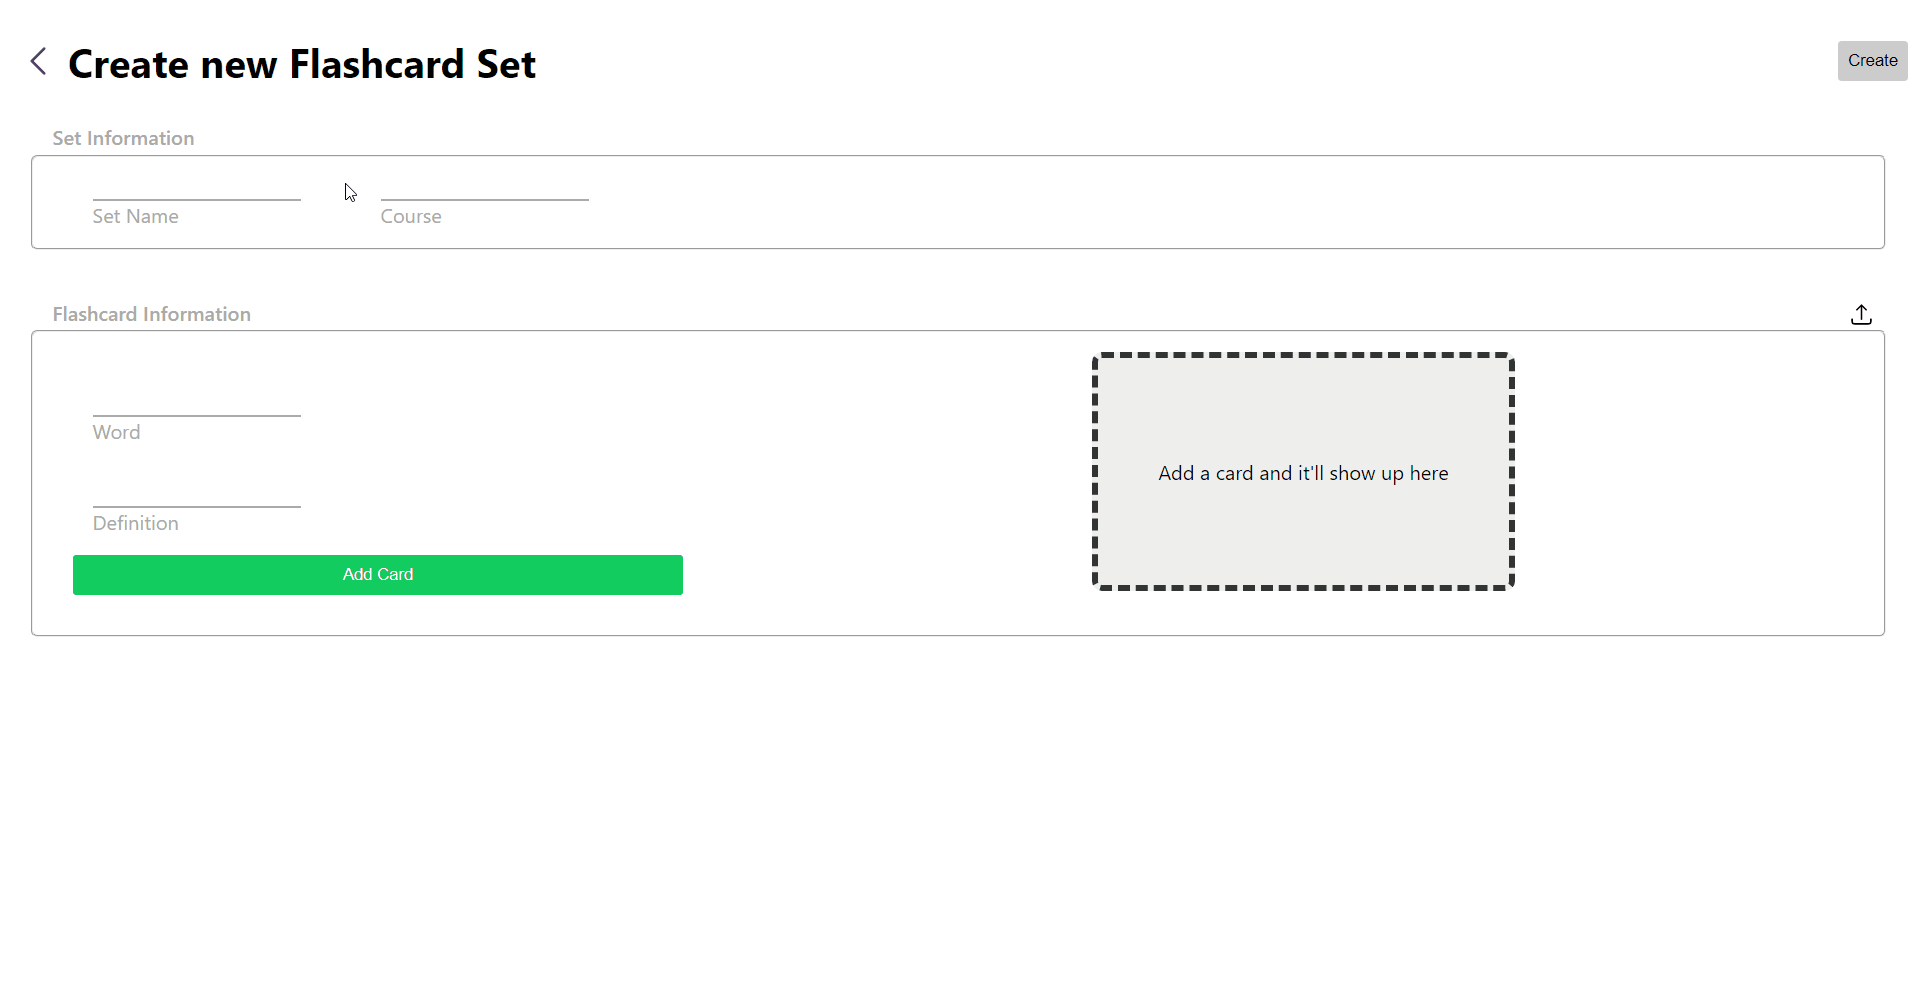 Create new Flashcard Set
Create
Set Information
Set Name
Course
Flashcard Information
Word
Definition
Add Card
Add a card and it'll show up here